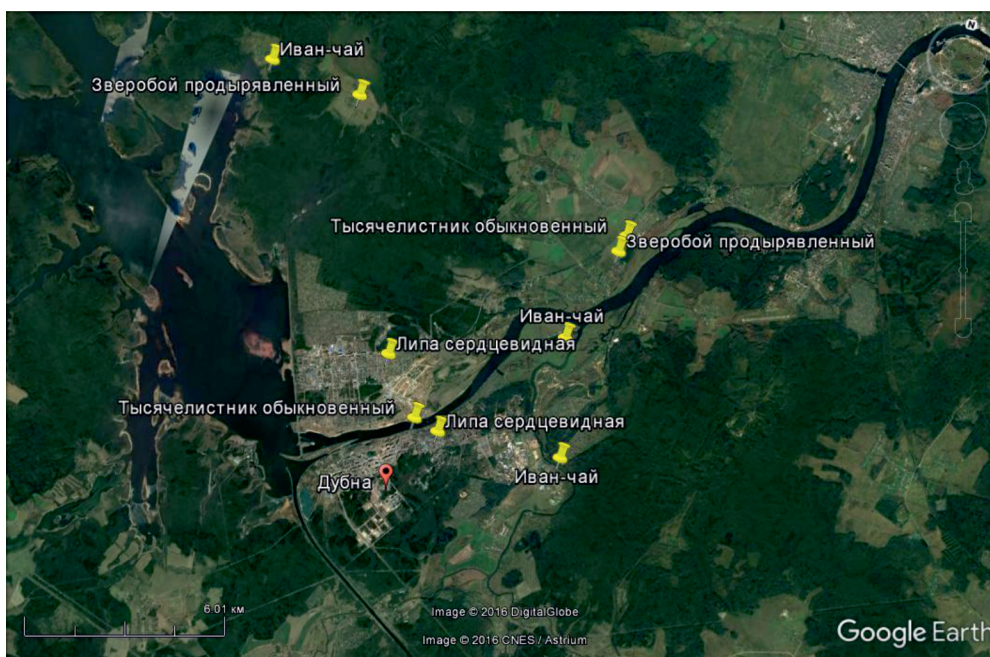 Иван-чай
Зверобой продырявленный
Тысячелистник обыкновенный
Зверобой продырявленный
Иван-чай
Липа сердцевидная
Тысячелистник обыкновенный
Липа сердцевидная
Иван-чай
Дубна
6.01 км
Image © 2016 DigitalGlobe
Image © 2016 CNES / Astrium
Google Earth
N